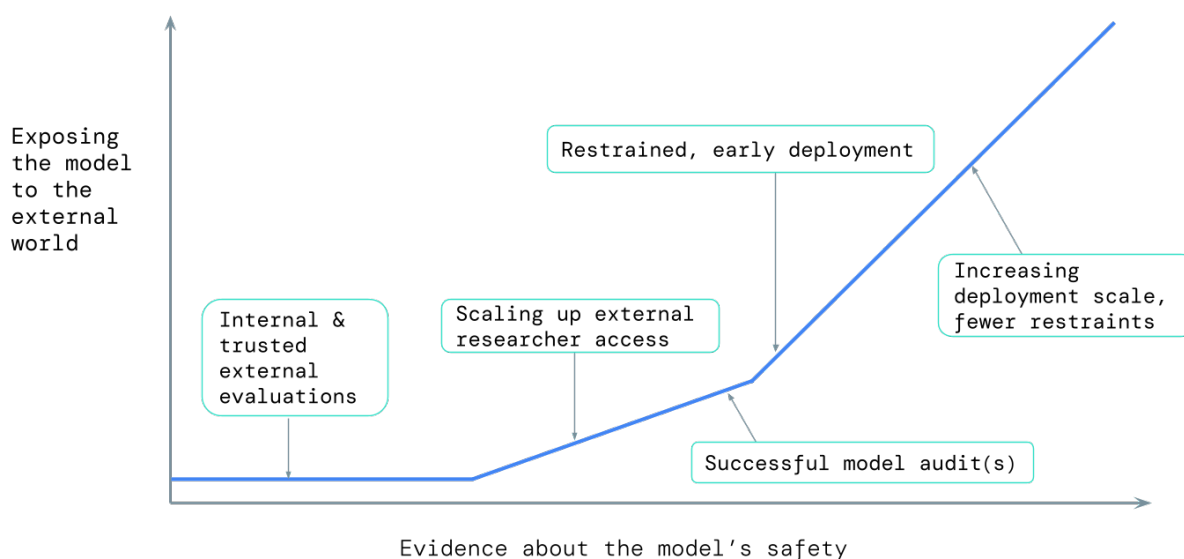 Exposing
the model
to the
external
world
Internal &
trusted
external
evaluations
Scaling up external
researcher access
Restrained, early deployment
Successful model audit(s)
Increasing
deployment scale,
fewer restraints
Evidence about the model's safety